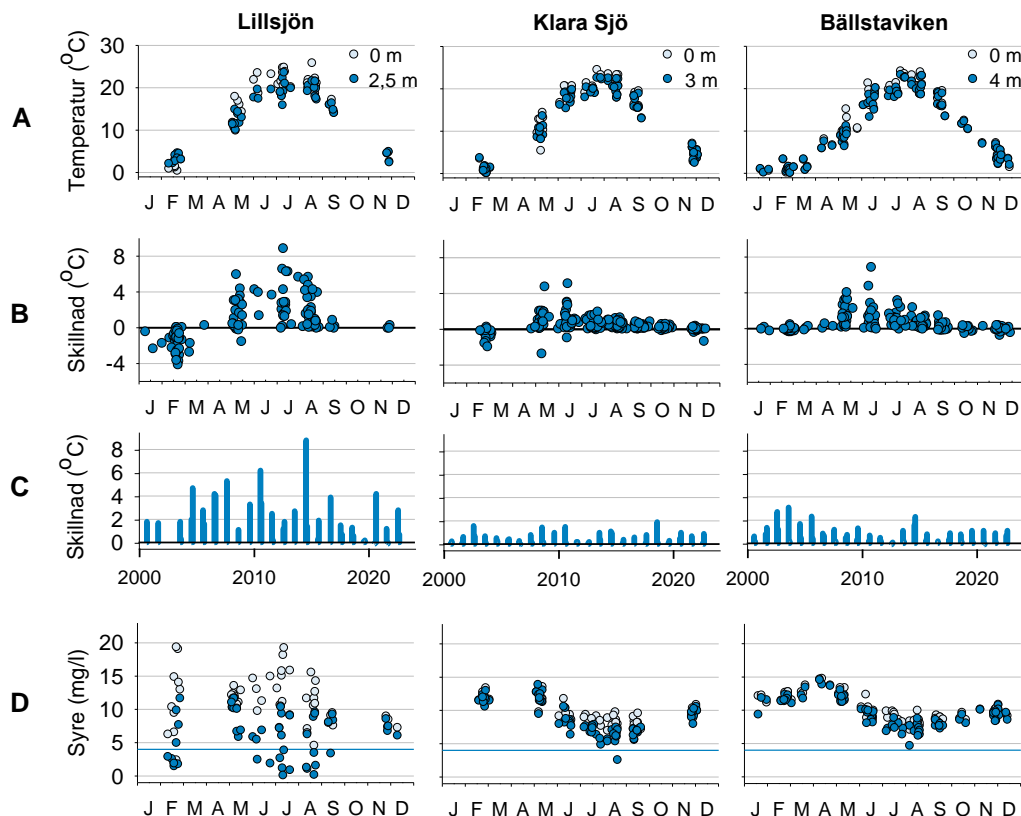 Lillsjön Klara Sjö Bällstaviken
A
Temperatur (°C)
30
20
10
0
0 m
2,5 m
0 m
3 m
0 m
4 m
J F M A M J J A S O N D
J F M A M J J A S O N D
J F M A M J J A S O N D
B
Skillnad (°C)
8
4
0
-4
J F M A M J J A S O N D
J F M A M J J A S O N D
J F M A M J J A S O N D
C
Skillnad (°C)
8
6
4
2
0
2000 2010 2020
2000 2010 2020
2000 2010 2020
D
Syre (mg/l)
20
15
10
5
0
J F M A M J J A S O N D
J F M A M J J A S O N D
J F M A M J J A S O N D